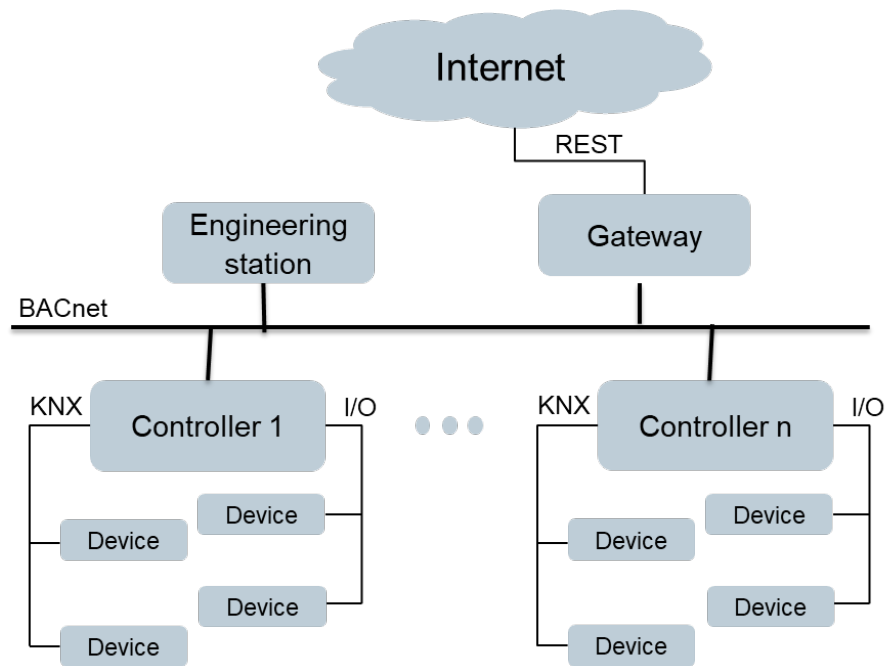 Internet
REST
Engineering
station
Gateway
BACnet
KNX
Controller 1
I/O
KNX
Controller n
I/O
Device
Device
Device
Device
Device
Device
Device
Device